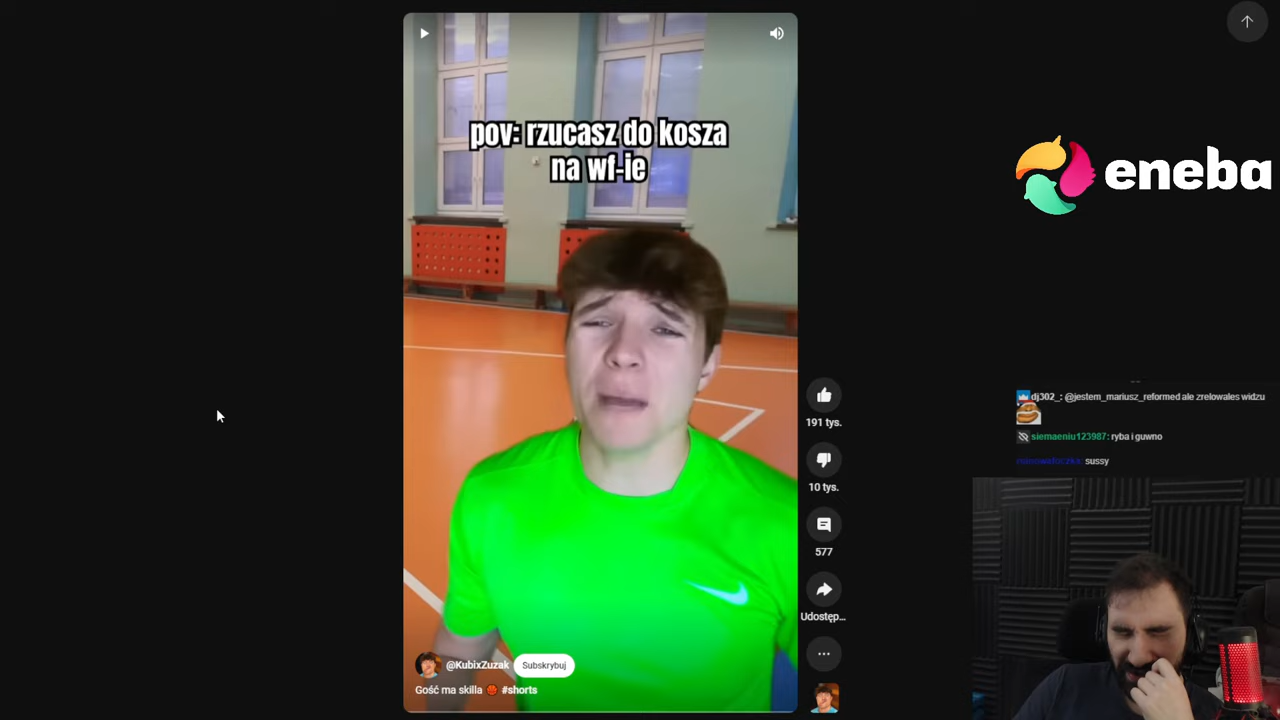 pov: rzucasz do kosza
na wf-ie
eneba
191 tys.
10 tys.
577
Udostęp...
dj302_: @jestem_mariusz_reformed ale zrelowales widzu
siemaeniu123987: ryba i guwno
sussy
@KubixZuzak Subskrybuj
Gość ma skilla #shorts